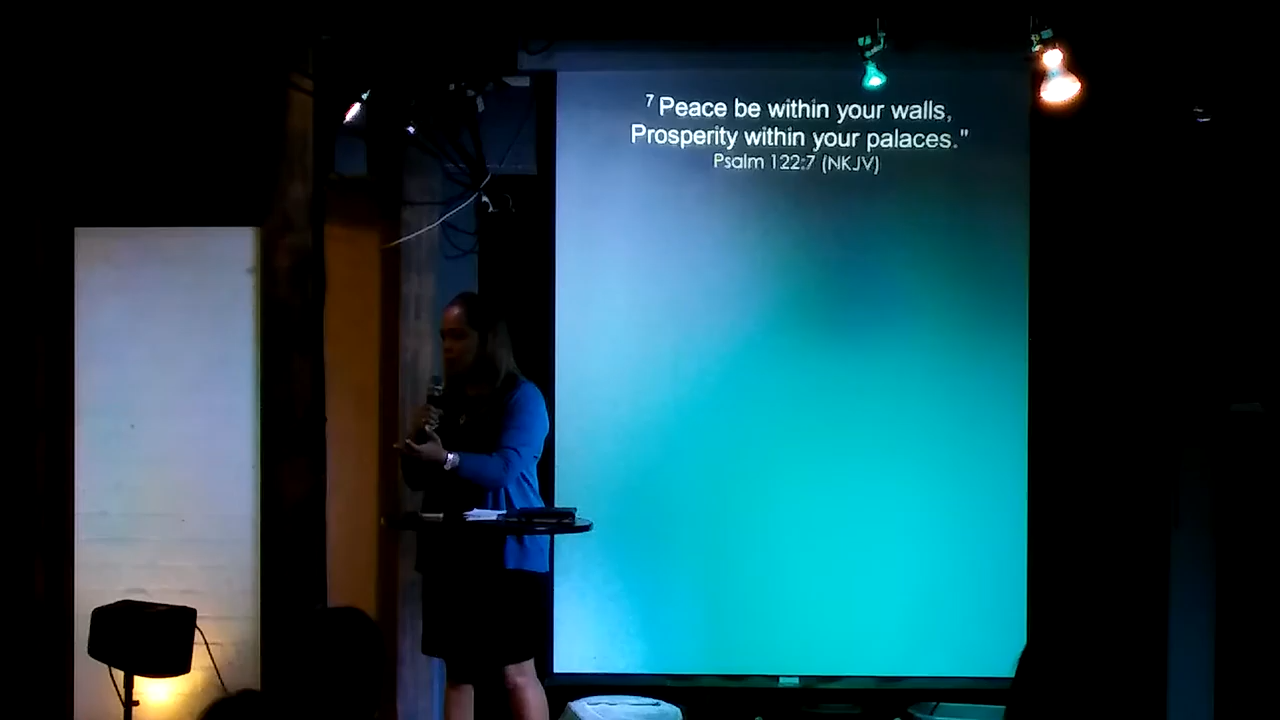 ⁷ Peace be within your walls,
Prosperity within your palaces."
Psalm 122:7 (NKJV)